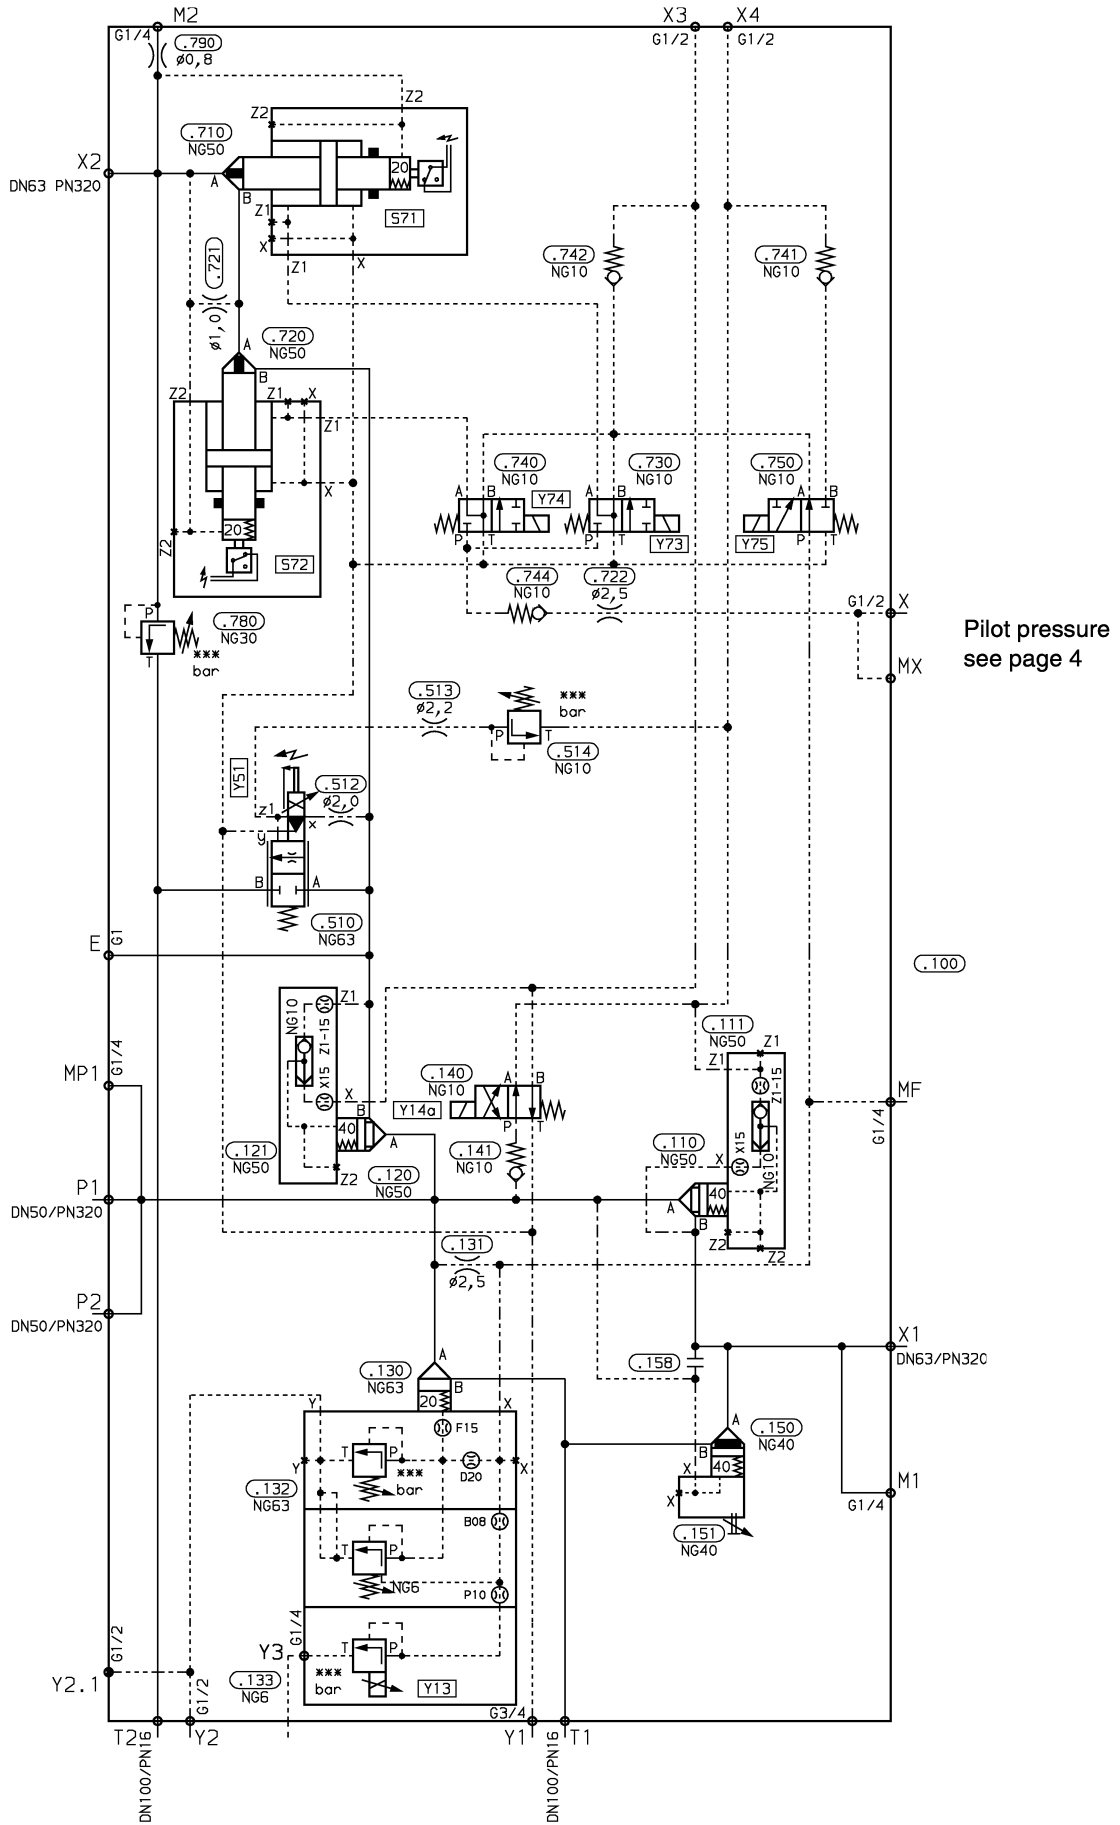 M2
X3
X4
G1/4
.790
ø0,8
G1/2
G1/2
Z2
Z2
.710
NG50
X2
DN63 PN320
A
B
20
S71
Z1
X
Z1
X
.721
ø1,0
.742
NG10
.741
NG10
.720
NG50
A
B
Z2
Z1
X
Z1
X
20
Z2
S72
.740
NG10
.730
NG10
.750
NG10
A
B
Y74
A
B
A
B
P
T
P
T
Y73
Y75
P
T
.744
NG10
.722
ø2,5
G1/2
X
MX
Pilot pressure
see page 4
P
T
.780
NG30
***
bar
.513
ø2,2
***
bar
P
T
.514
NG10
Y51
.512
ø2,0
z1
x
y
B
A
.510
NG63
E
G1
.100
NG10
Z1
Z1-15
X15
X
.111
NG50
Z1
Z1
Z1-15
MP1
G1/4
.140
NG10
A
B
Y14a
P
T
MF
G1/4
B
40
A
.121
NG50
Z2
.120
NG50
.141
NG10
.110
NG50
X
X15
NG10
40
A
B
Z2
Z2
P1
DN50/PN320
.131
ø2,5
P2
DN50/PN320
X1
DN63/PN320
.158
.130
NG63
A
B
20
Y
X
F15
A
B
.150
NG40
Y
T
P
D20
X
***
bar
.132
NG63
X
40
X
M1
G1/4
.151
NG40
B08
T
P
NG6
P10
G1/4
Y3
T
P
.133
NG6
***
bar
Y13
G1/2
Y2.1
G1/2
G3/4
T2
Y2
Y1
T1
DN100/PN16
DN100/PN16